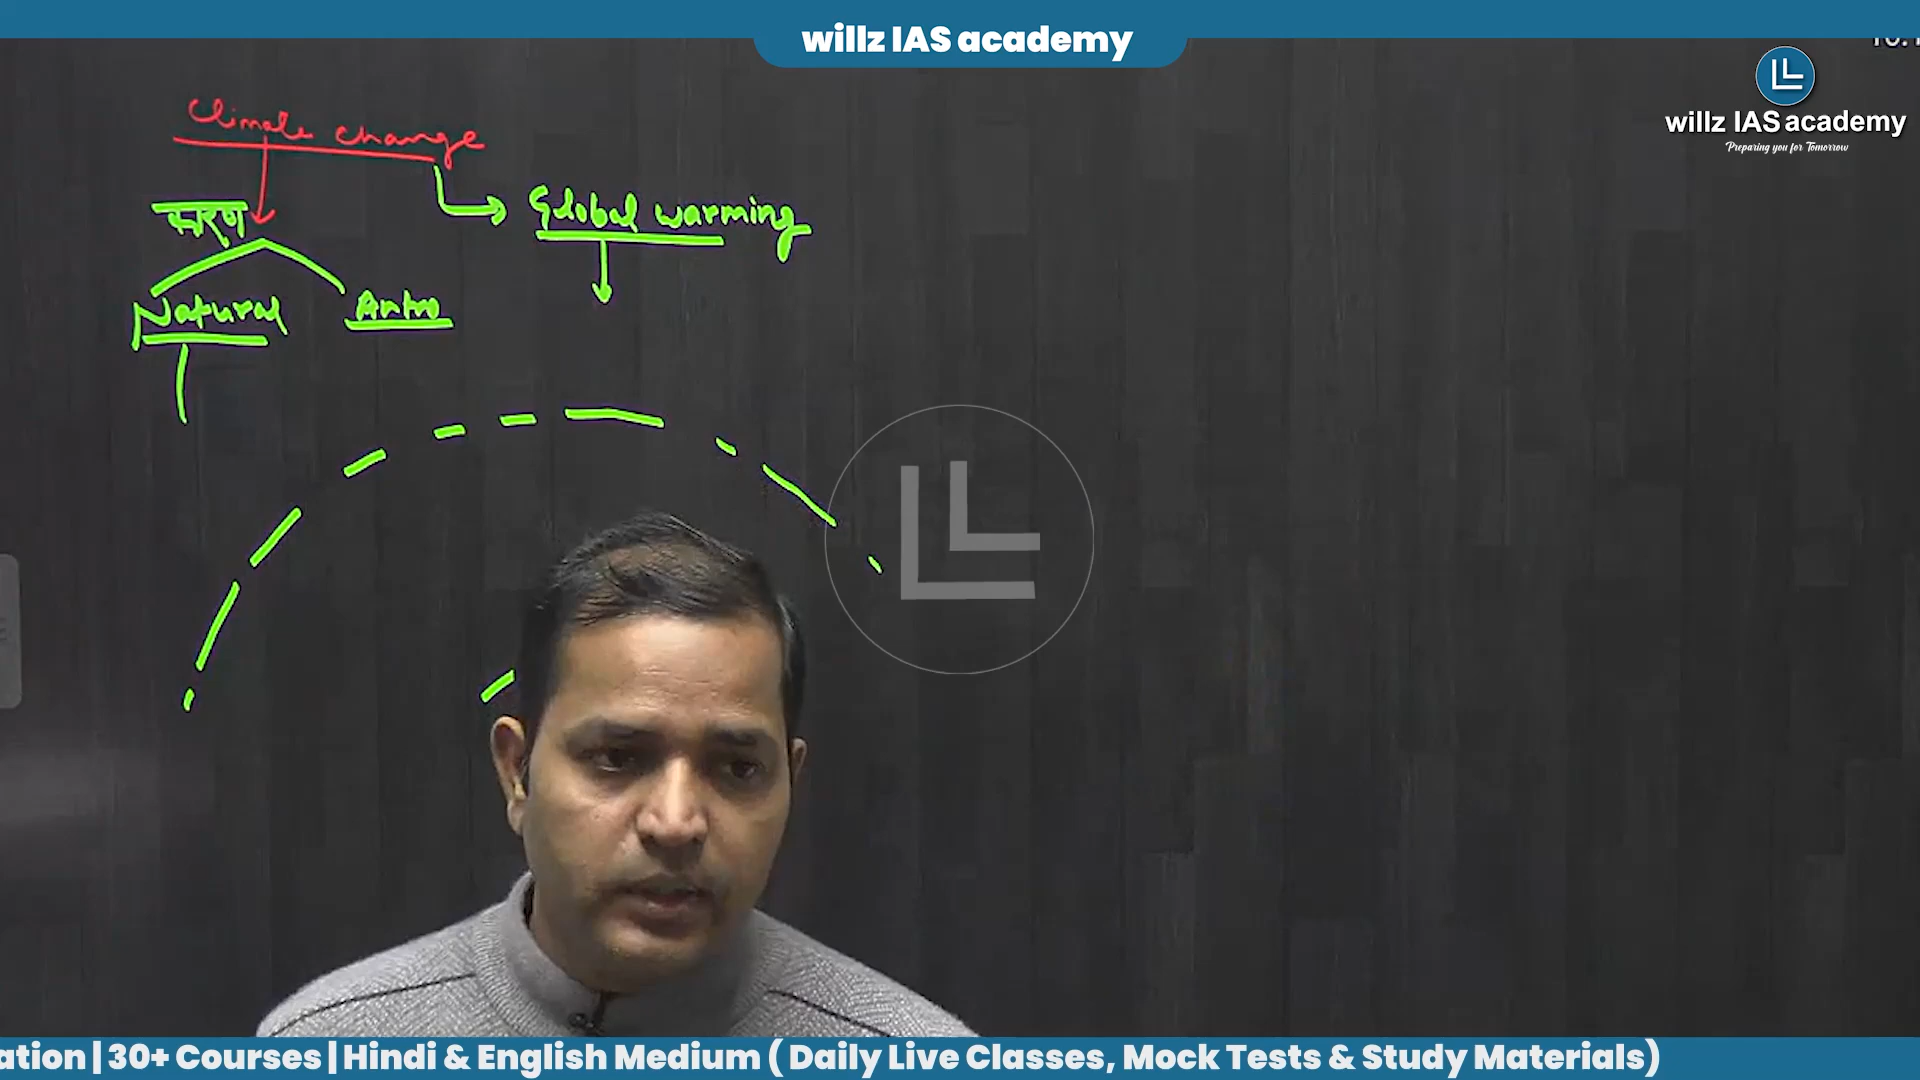 willz IAS academy
willz IAS academy
Preparing you for Tomorrow
Climate change
कारण
Global warming
Natural
Antro
ation | 30+ Courses | Hindi & English Medium ( Daily Live Classes, Mock Tests & Study Materials)